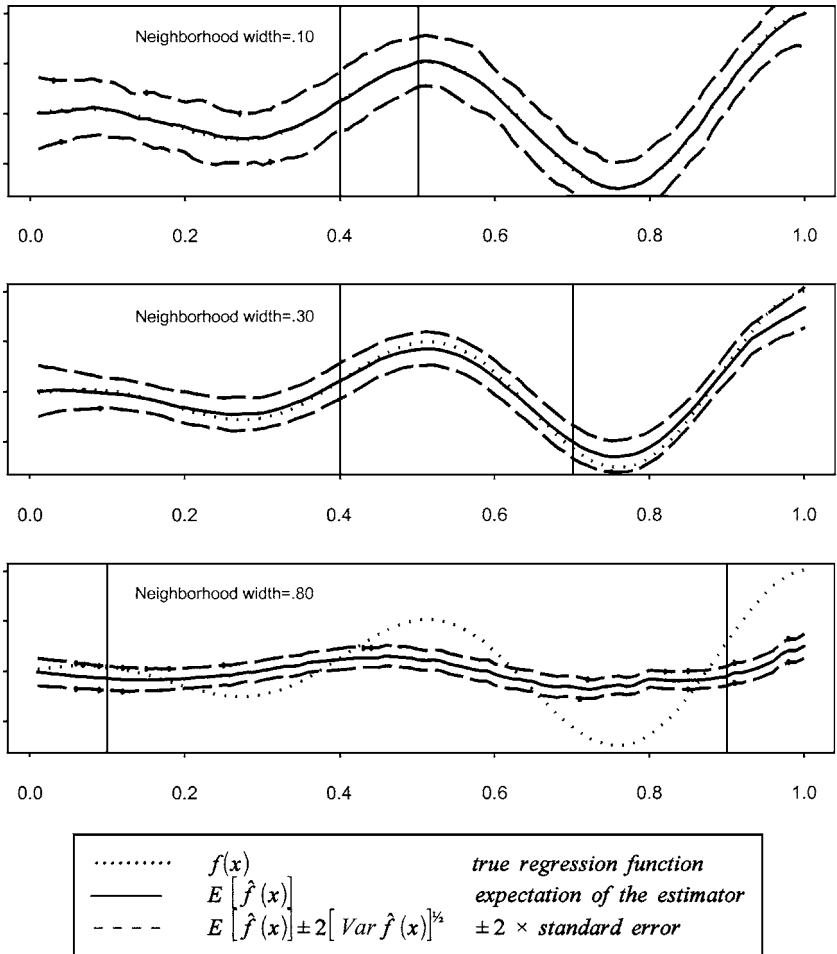 Neighborhood width=.10
0.0 0.2 0.4 0.6 0.8 1.0
Neighborhood width=.30
0.0 0.2 0.4 0.6 0.8 1.0
Neighborhood width=.80
0.0 0.2 0.4 0.6 0.8 1.0
f(x) true regression function
E[f̂(x)] expectation of the estimator
E[f̂(x)]±2[Var f̂(x)]^½ ±2 × standard error